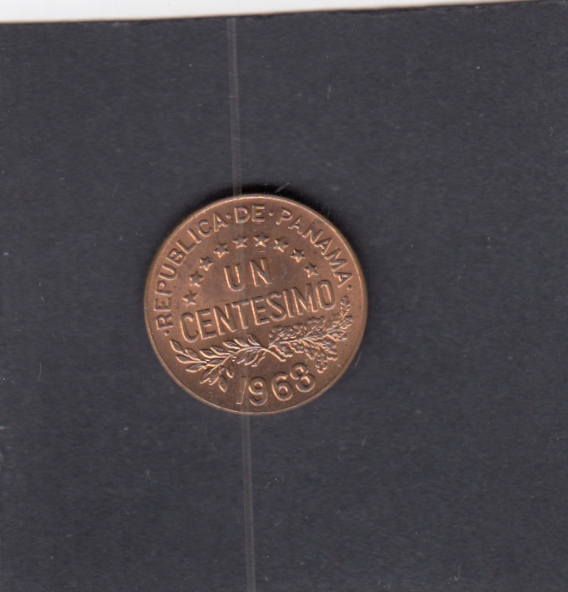 ·REPUBLICA·DE·PANAMA·
UN
CENTESIMO
1968